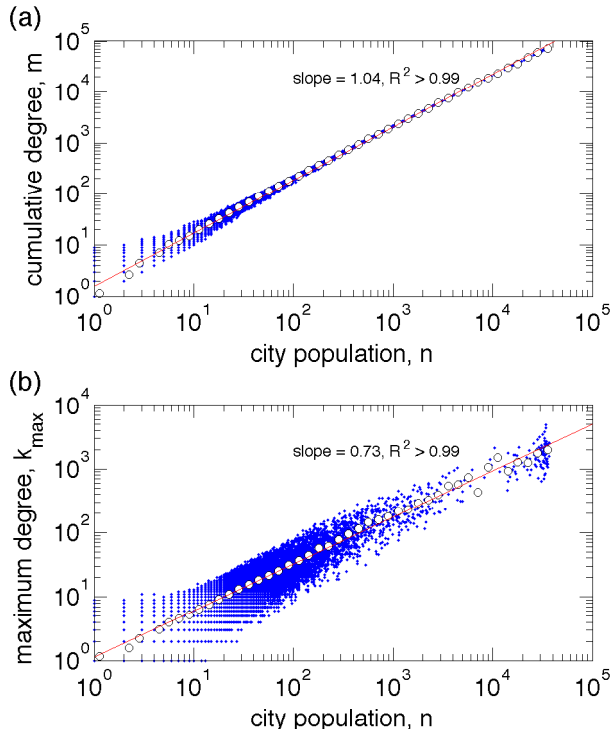 (a)
10^5
10^4
10^3
10^2
10^1
10^0
cumulative degree, m
slope = 1.04, R^2 > 0.99
10^0 10^1 10^2 10^3 10^4 10^5
city population, n
(b)
10^4
10^3
10^2
10^1
10^0
maximum degree, k_max
slope = 0.73, R^2 > 0.99
10^0 10^1 10^2 10^3 10^4 10^5
city population, n